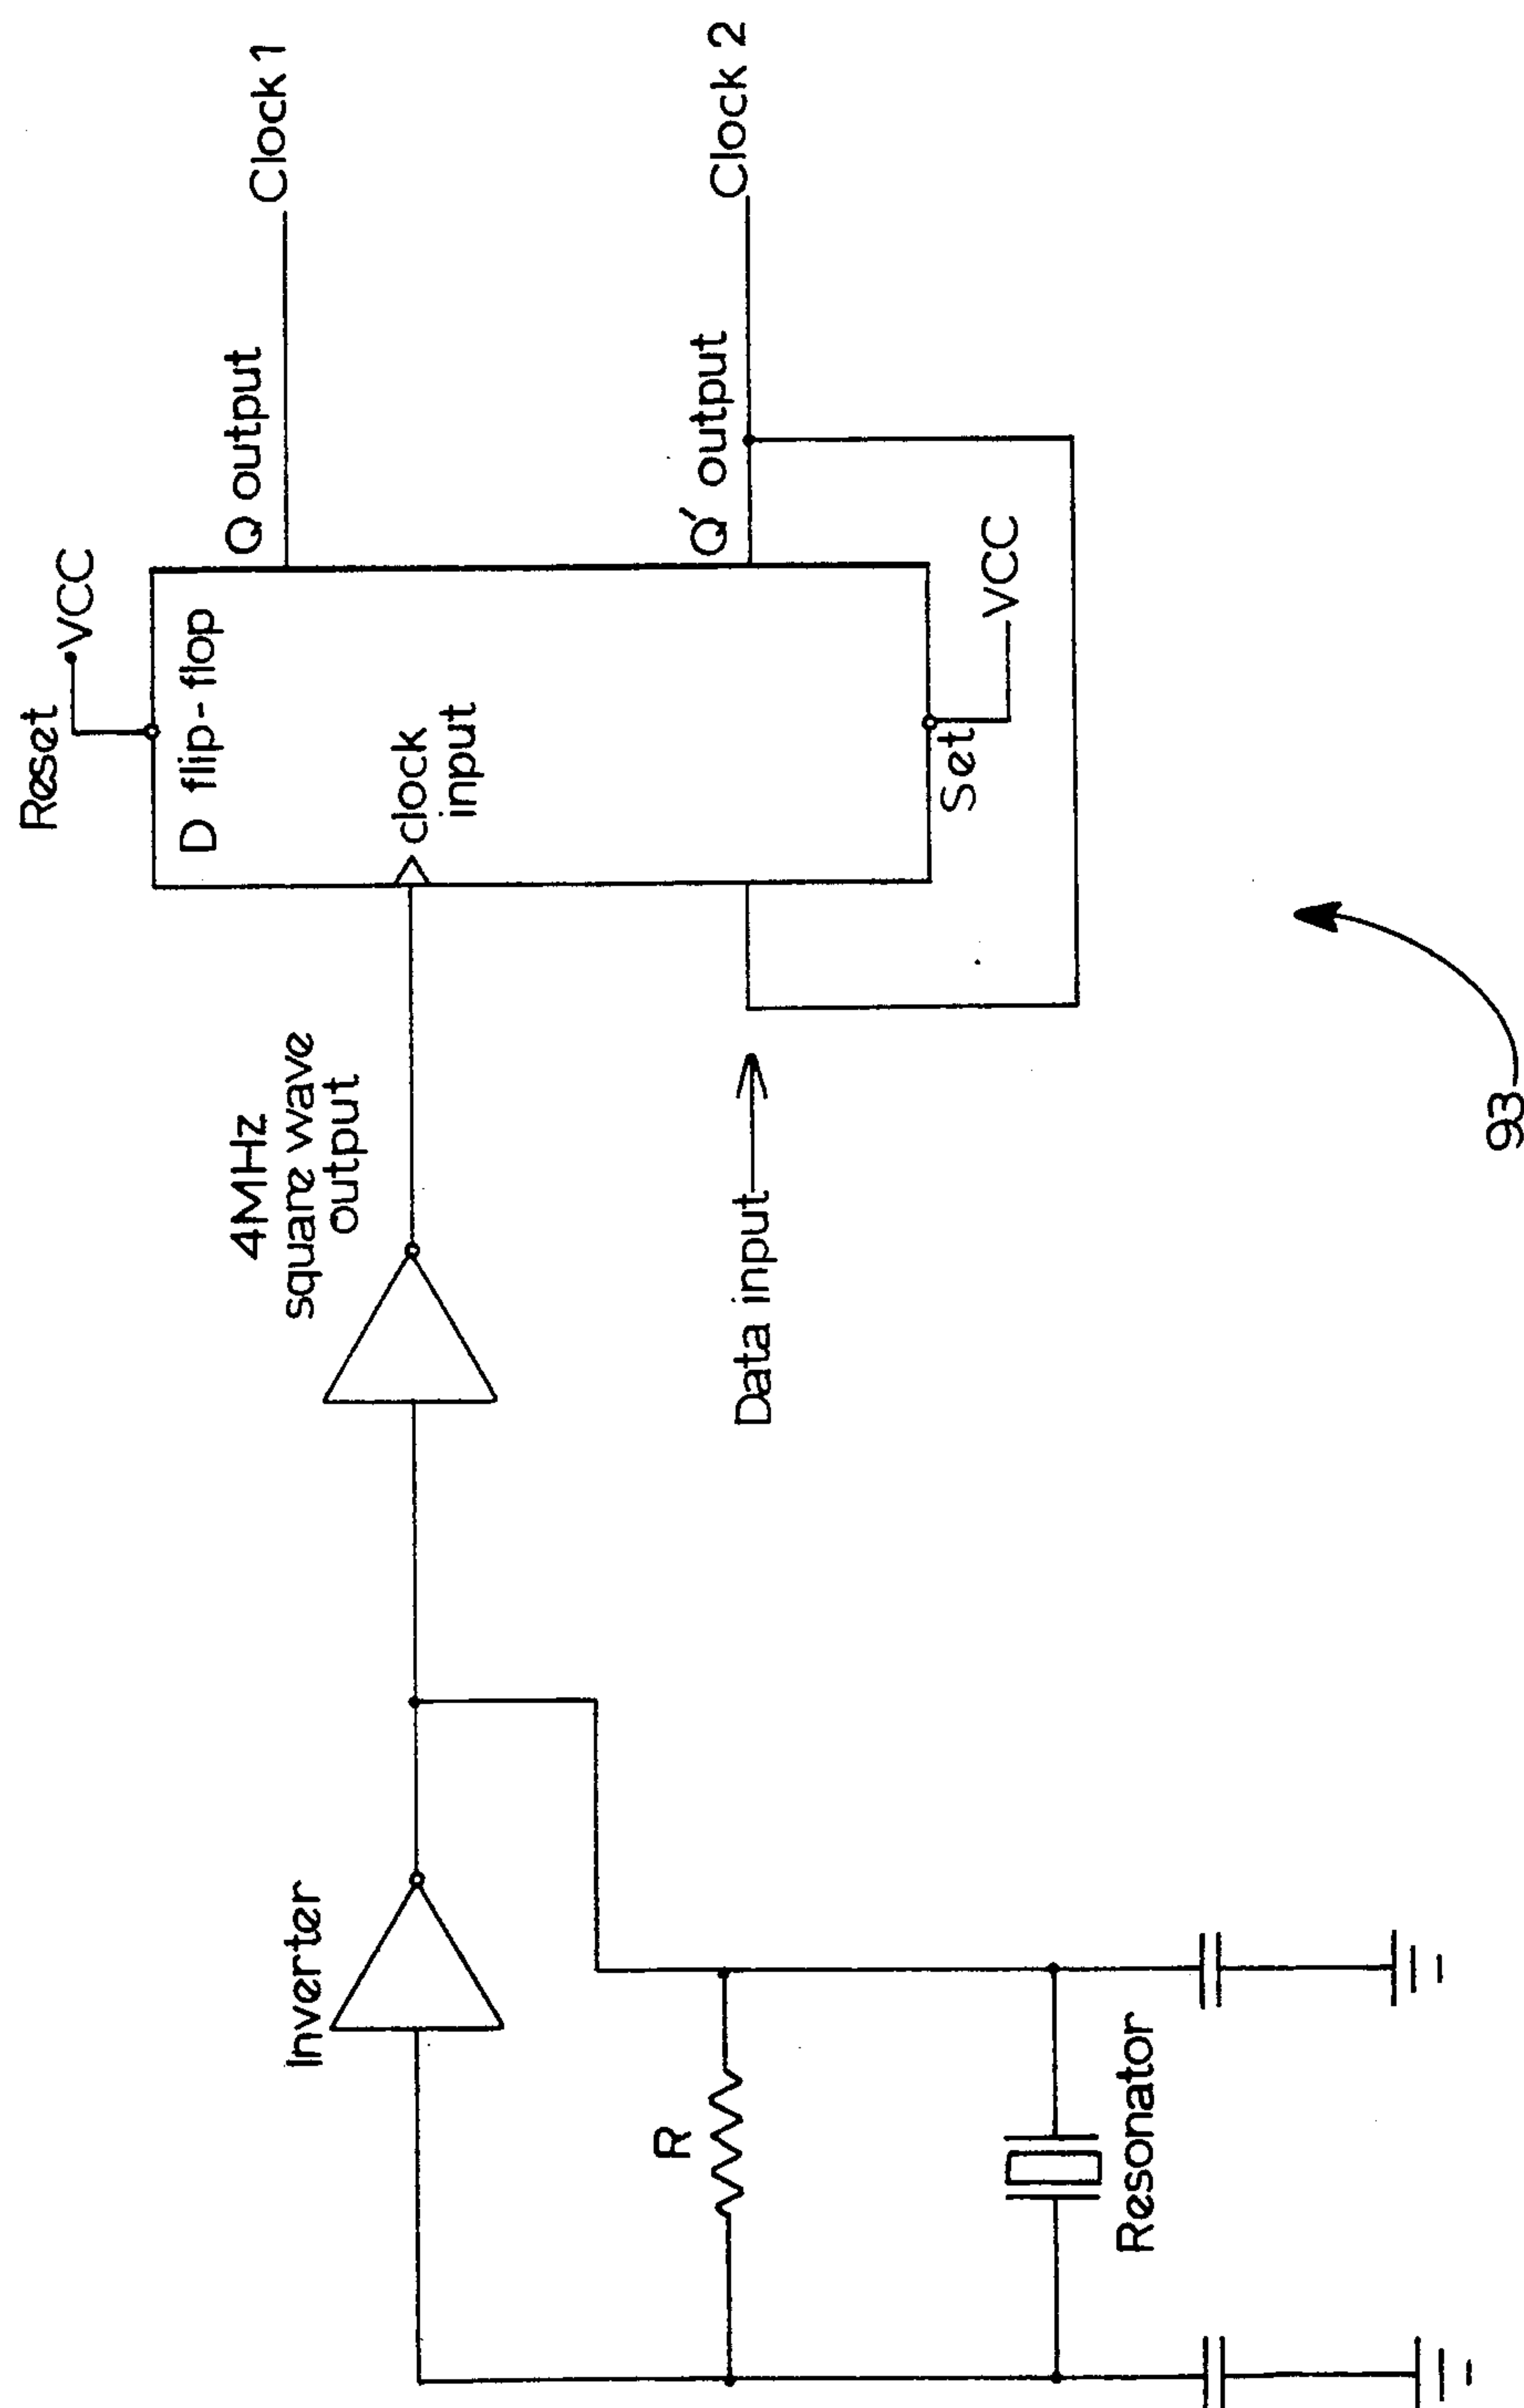 Reset
VCC
D flip-flop
Q output
Clock 1
4MHz
square wave
output
clock
input
Inverter
Data input
Q' output
Clock 2
Set
VCC
R
Resonator
93